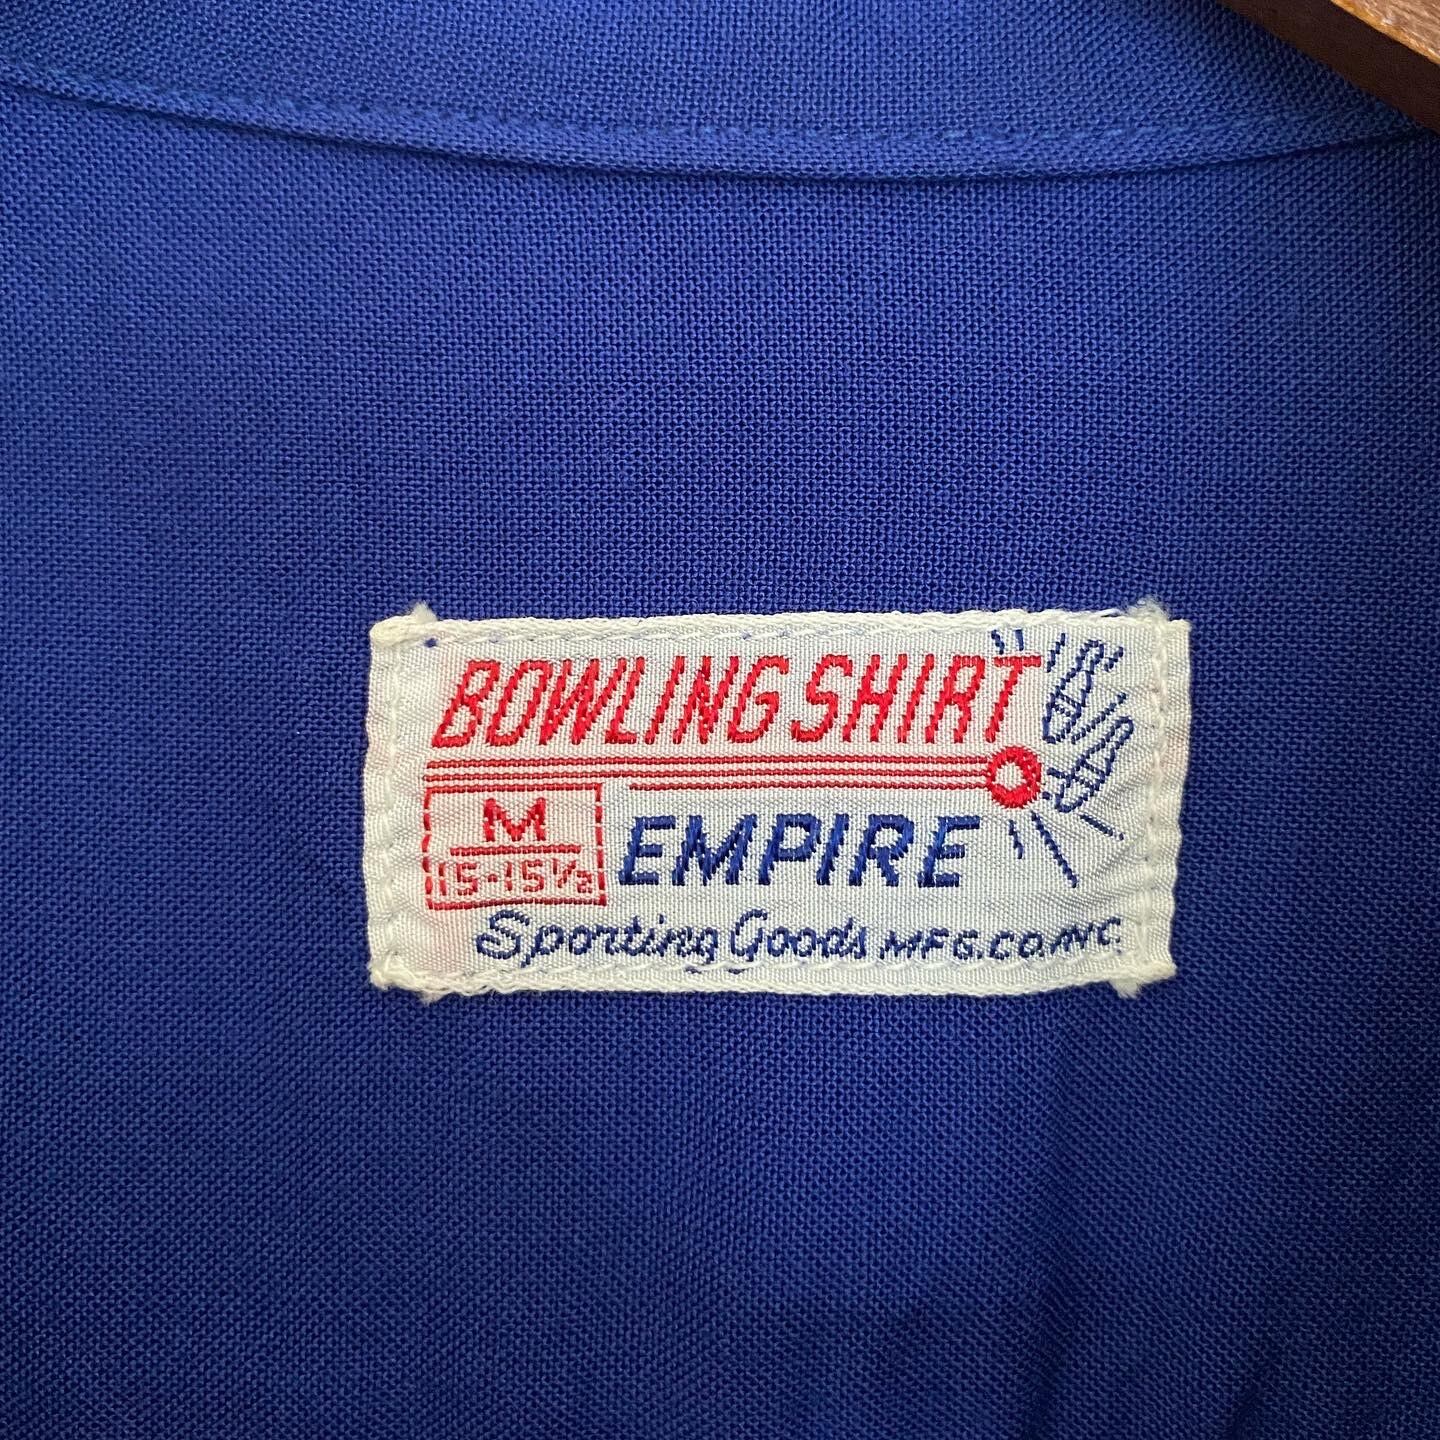 BOWLING SHIRT
M
15-15½
EMPIRE
Sporting Goods MFG.CO.INC.